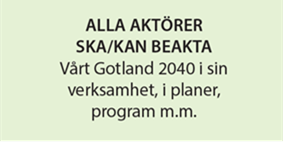 ALLA AKTÖRER
SKA/KAN BEAKTA
Vårt Gotland 2040 i sin
verksamhet, i planer,
program m.m.